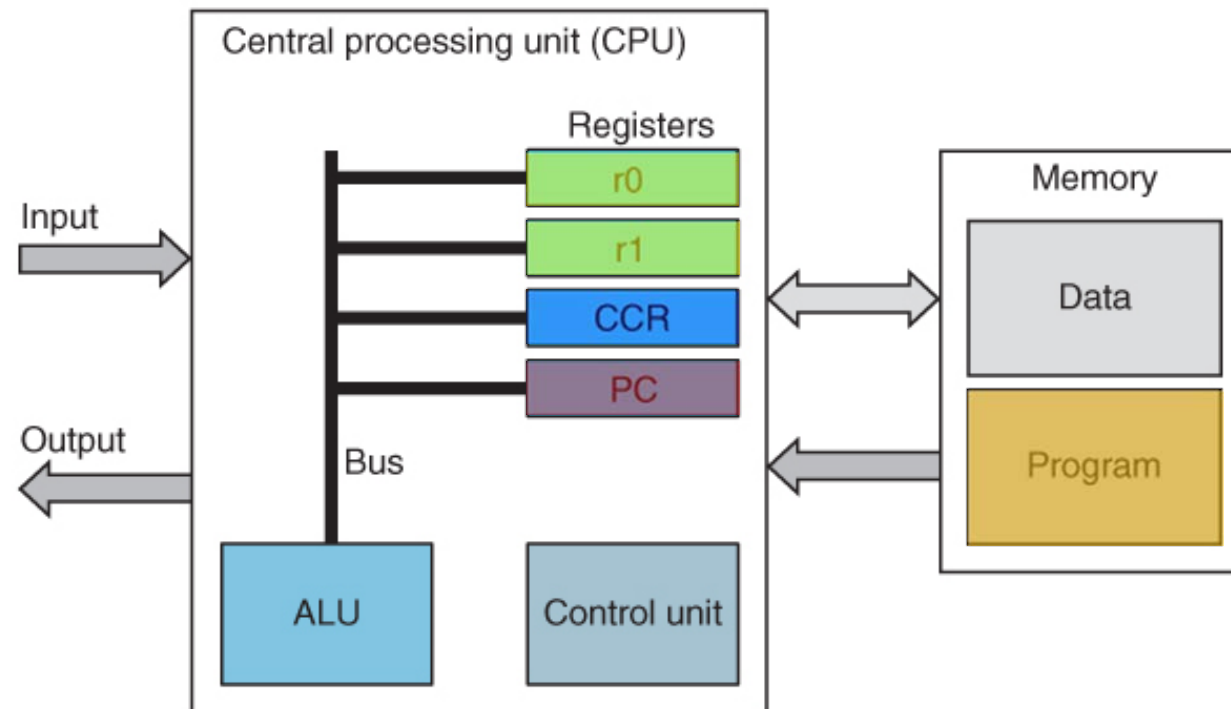 Central processing unit (CPU)
Registers
r0
r1
CCR
PC
Bus
ALU
Control unit
Input
Output
Memory
Data
Program